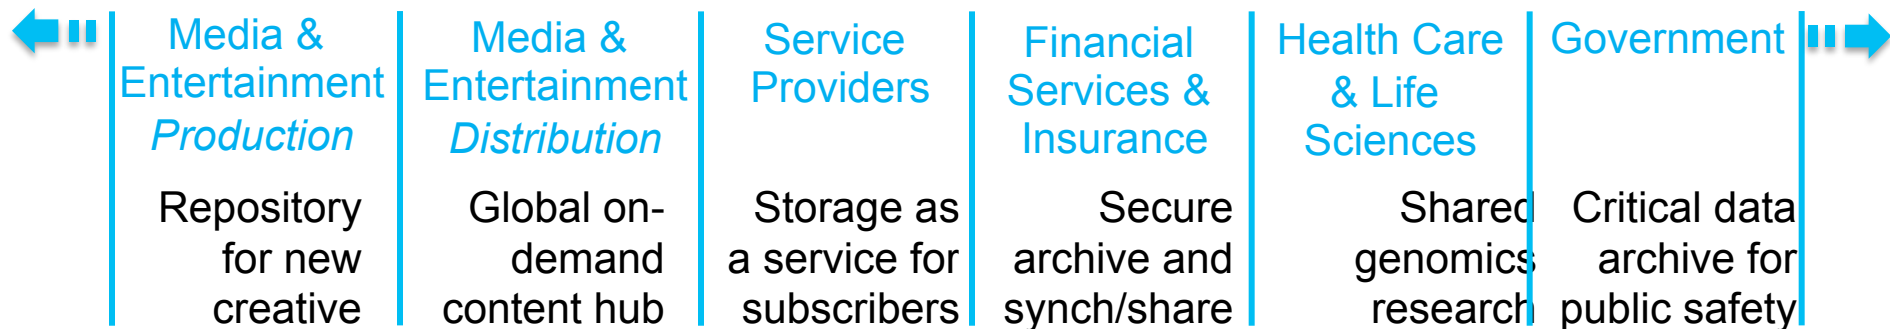 Media &
Entertainment
Production
Repository
for new
creative
Media &
Entertainment
Distribution
Global on-
demand
content hub
Service
Providers
Storage as
a service for
subscribers
Financial
Services &
Insurance
Secure
archive and
synch/share
Health Care
& Life
Sciences
Shared
genomics
research
Government
Critical data
archive for
public safety